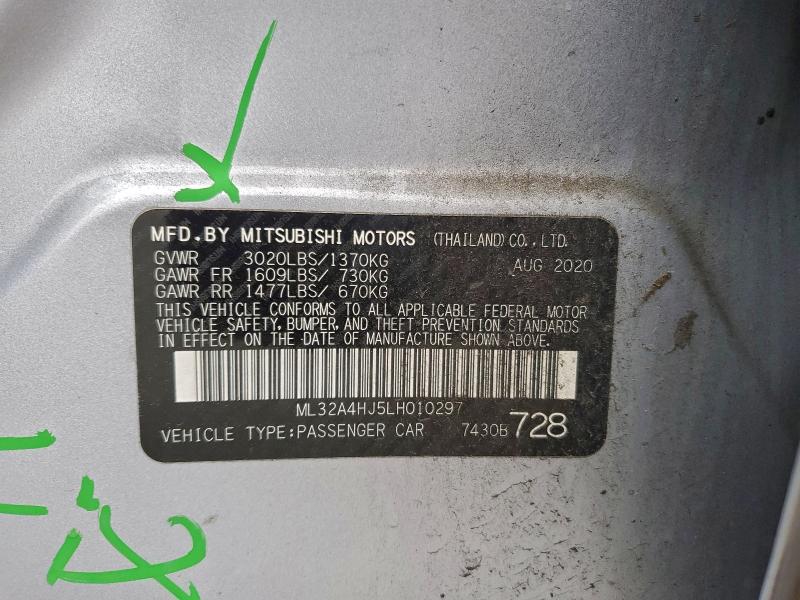 MFD.BY MITSUBISHI MOTORS (THAILAND) CO., LTD.
GVWR 3020LBS/1370KG AUG 2020
GAWR FR 1609LBS/ 730KG
GAWR RR 1477LBS/ 670KG
THIS VEHICLE CONFORMS TO ALL APPLICABLE FEDERAL MOTOR
VEHICLE SAFETY, BUMPER, AND THEFT PREVENTION STANDARDS
IN EFFECT ON THE DATE OF MANUFACTURE SHOWN ABOVE.
ML32A4HJ5LH010297
VEHICLE TYPE:PASSENGER CAR 7430B 728